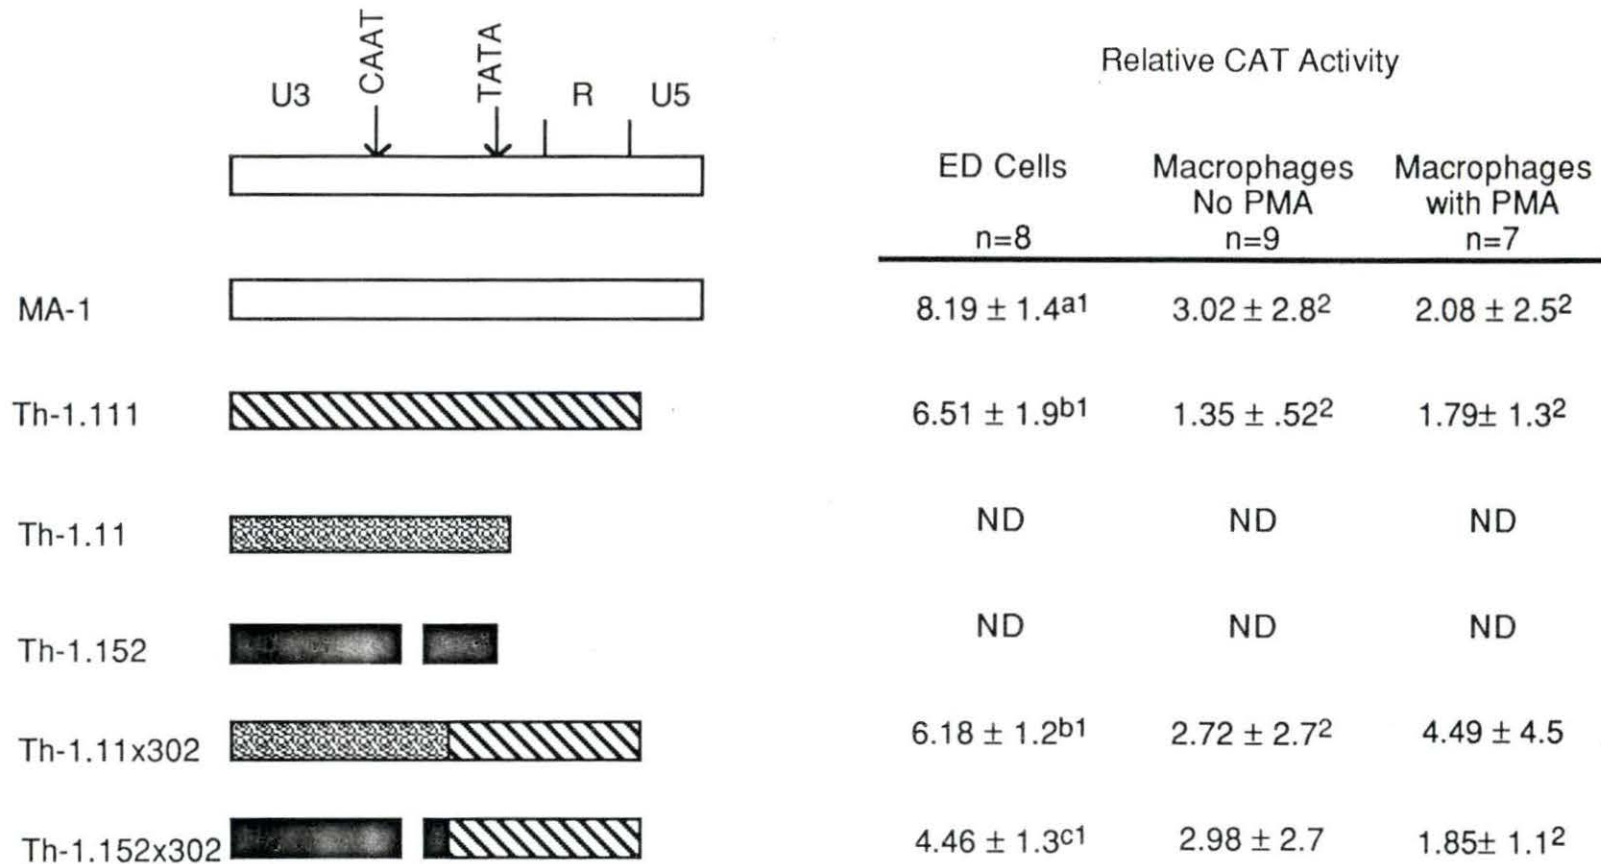 CAAT
TATA
U3
R
U5
Relative CAT Activity
ED Cells
n=8
Macrophages
No PMA
n=9
Macrophages
with PMA
n=7
MA-1 8.19 ± 1.4a1 3.02 ± 2.82 2.08 ± 2.52
Th-1.111 6.51 ± 1.9b1 1.35 ± .522 1.79± 1.32
Th-1.11 ND ND ND
Th-1.152 ND ND ND
Th-1.11x302 6.18 ± 1.2b1 2.72 ± 2.72 4.49 ± 4.5
Th-1.152x302 4.46 ± 1.3c1 2.98 ± 2.7 1.85± 1.12